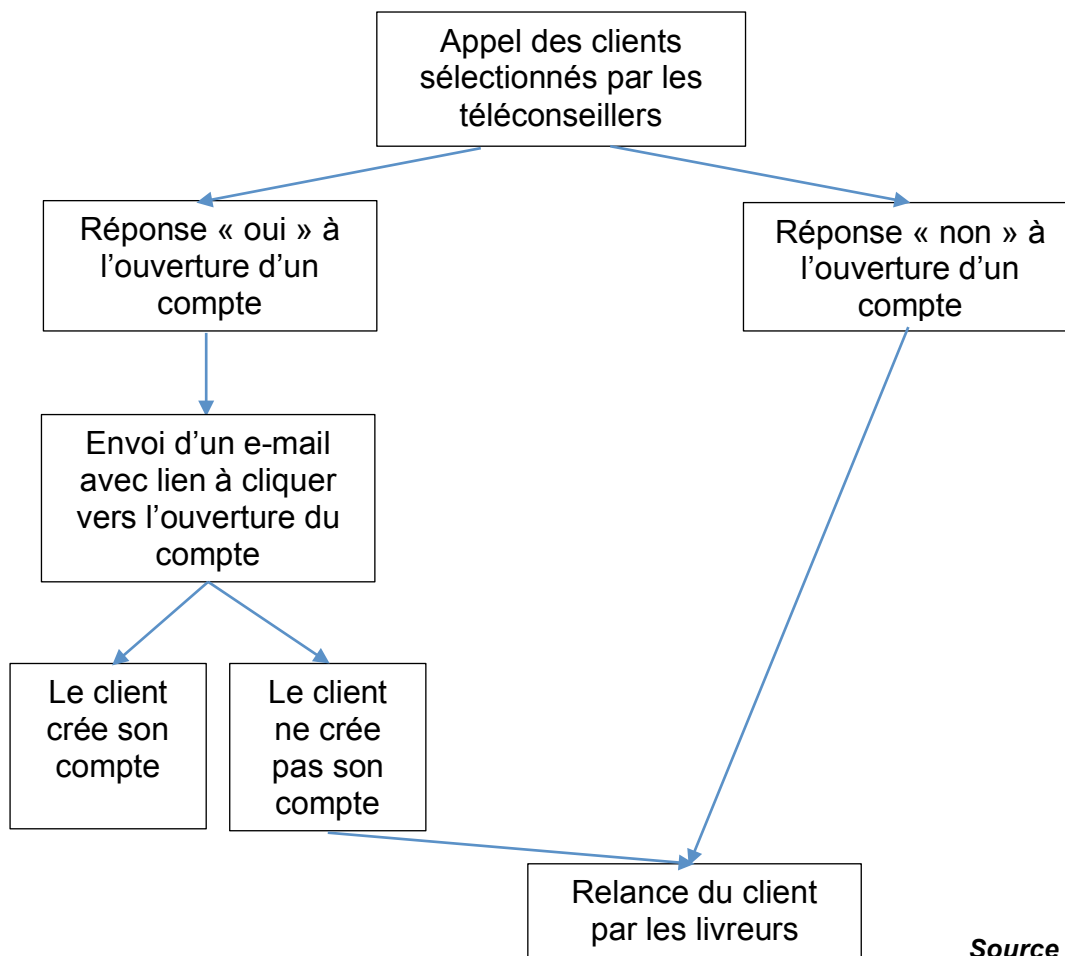 Appel des clients
sélectionnés par les
téléconseillers
Réponse « oui » à
l’ouverture d’un
compte
Réponse « non » à
l’ouverture d’un
compte
Envoi d’un e-mail
avec lien à cliquer
vers l’ouverture du
compte
Le client
crée son
compte
Le client
ne crée
pas son
compte
Relance du client
par les livreurs
Source